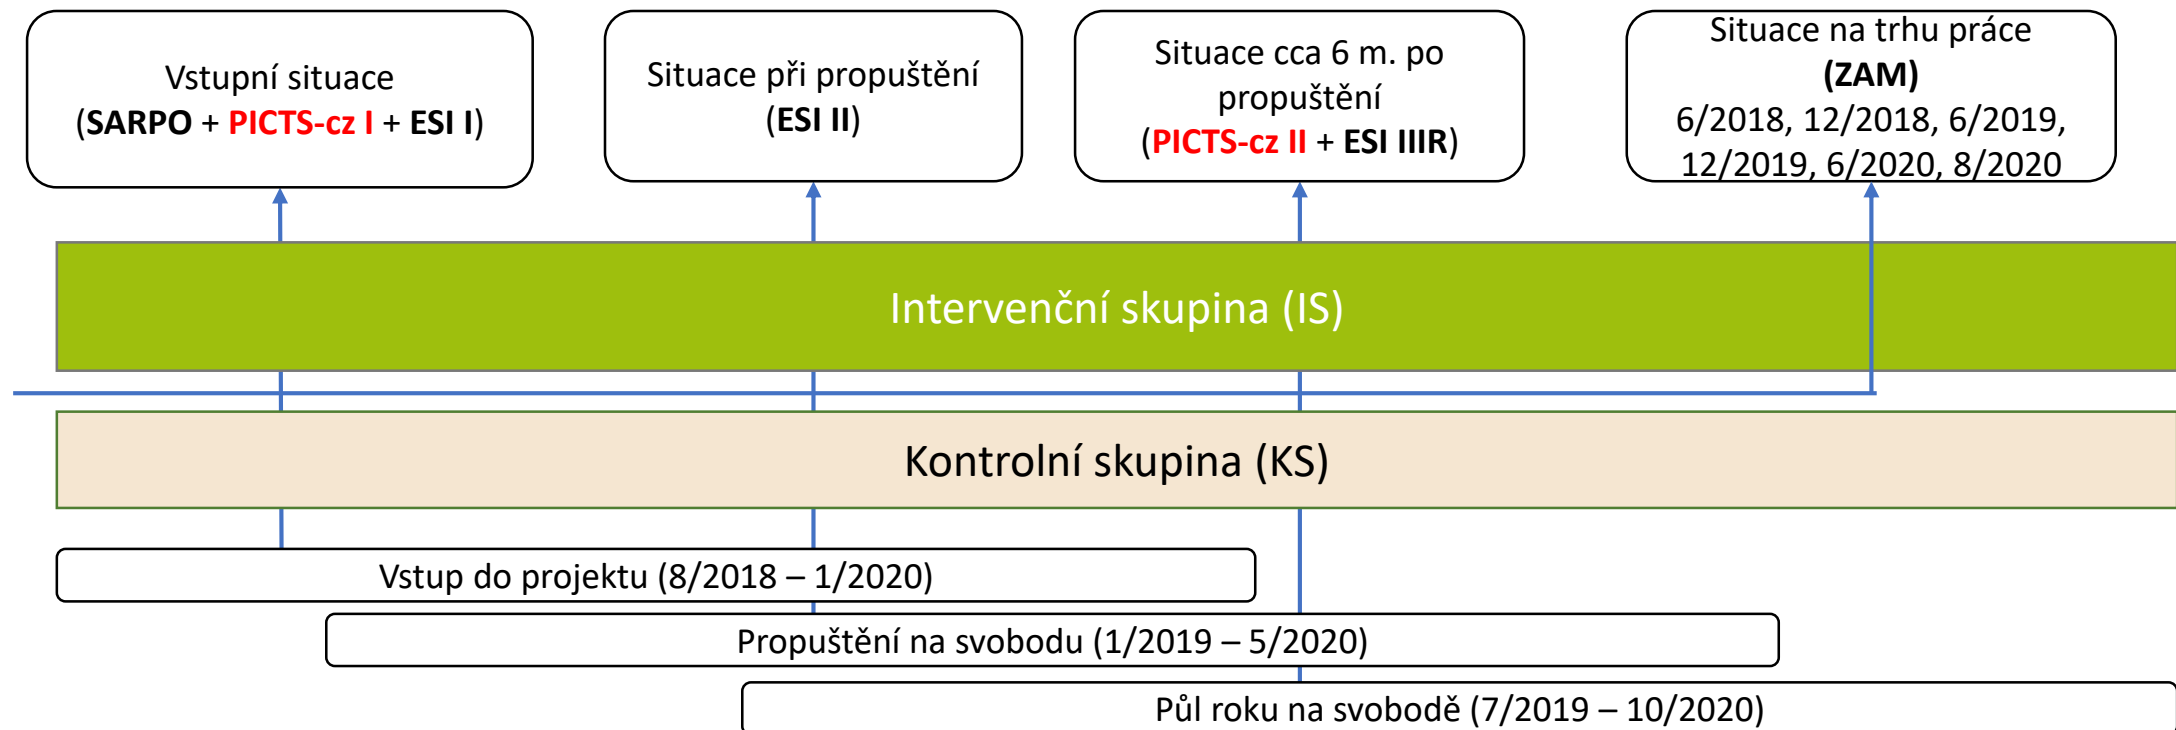 Vstupní situace
(SARPO + PICTS-cz I + ESI I)
Situace při propuštění
(ESI II)
Situace cca 6 m. po
propuštění
(PICTS-cz II + ESI IIIR)
Situace na trhu práce
(ZAM)
6/2018, 12/2018, 6/2019,
12/2019, 6/2020, 8/2020
Intervenční skupina (IS)
Kontrolní skupina (KS)
Vstup do projektu (8/2018 – 1/2020)
Propuštění na svobodu (1/2019 – 5/2020)
Půl roku na svobodě (7/2019 – 10/2020)